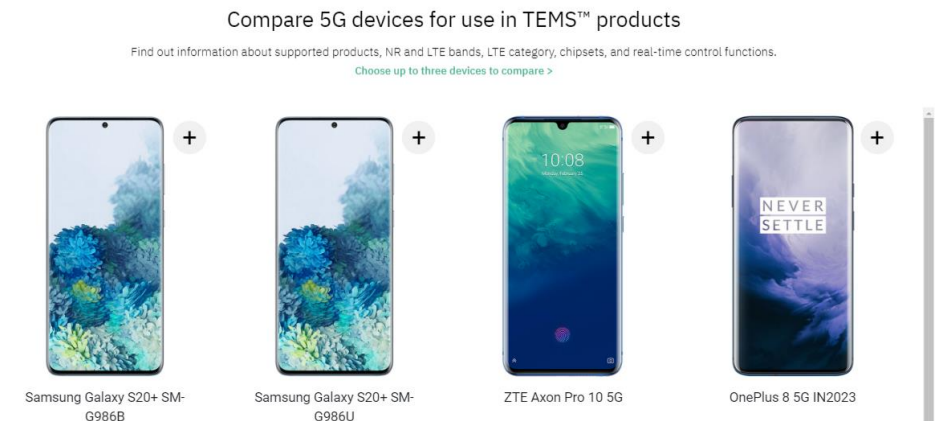 Compare 5G devices for use in TEMS™ products
Find out information about supported products, NR and LTE bands, LTE category, chipsets, and real-time control functions.
Choose up to three devices to compare >
+
+
+
+
10:08
NEVER
SETTLE
Samsung Galaxy S20+ SM-
G986B
Samsung Galaxy S20+ SM-
G986U
ZTE Axon Pro 10 5G
OnePlus 8 5G IN2023